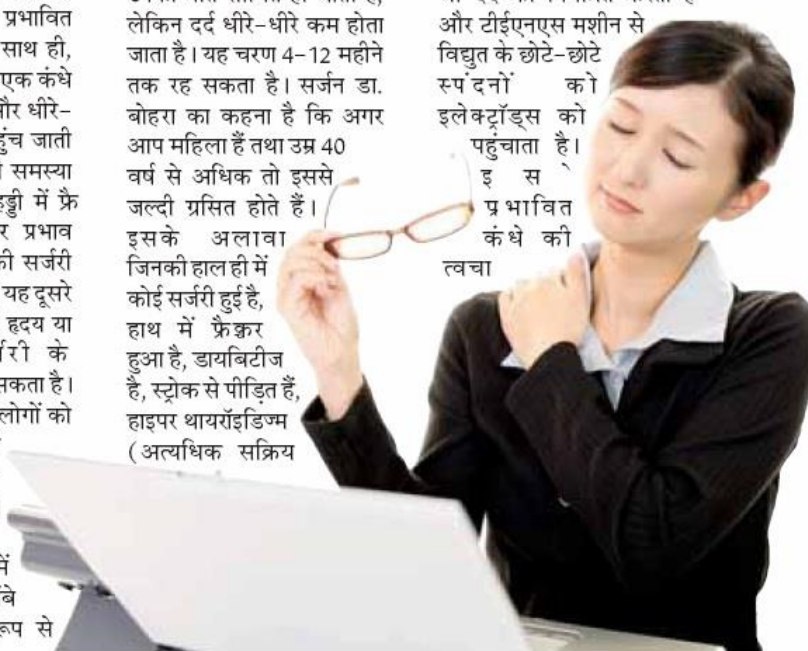 प्रभावित
साथ ही,
एक कंधे
और धीरे-
हुंच जाती
समस्या
हड्डी में फ्रै
र प्रभाव
की सर्जरी
यह दूसरे
हृदय या
र्जरी के
सकता है।
लोगों को
में
रूप से
लेकिन दर्द धीरे-धीरे कम होता
जाता है। यह चरण 4-12 महीने
तक रह सकता है। सर्जन डा.
बोहरा का कहना है कि अगर
आप महिला हैं तथा उम्र 40
वर्ष से अधिक तो इससे
जल्दी ग्रसित होते हैं।
इसके अलावा
जिनकी हाल ही में
कोई सर्जरी हुई है,
हाथ में फ्रैक्चर
हुआ है, डायबिटीज
है, स्ट्रोक से पीड़ित हैं,
हाइपर थायरॉइडिज्म
(अत्यधिक सक्रिय
और टीईएनएस मशीन से
विद्युत के छोटे-छोटे
स्पंदनों को
इलेक्ट्रॉड्स को
पहुंचाता है।
इ स े
प्रभावित
कंधे की
त्वचा